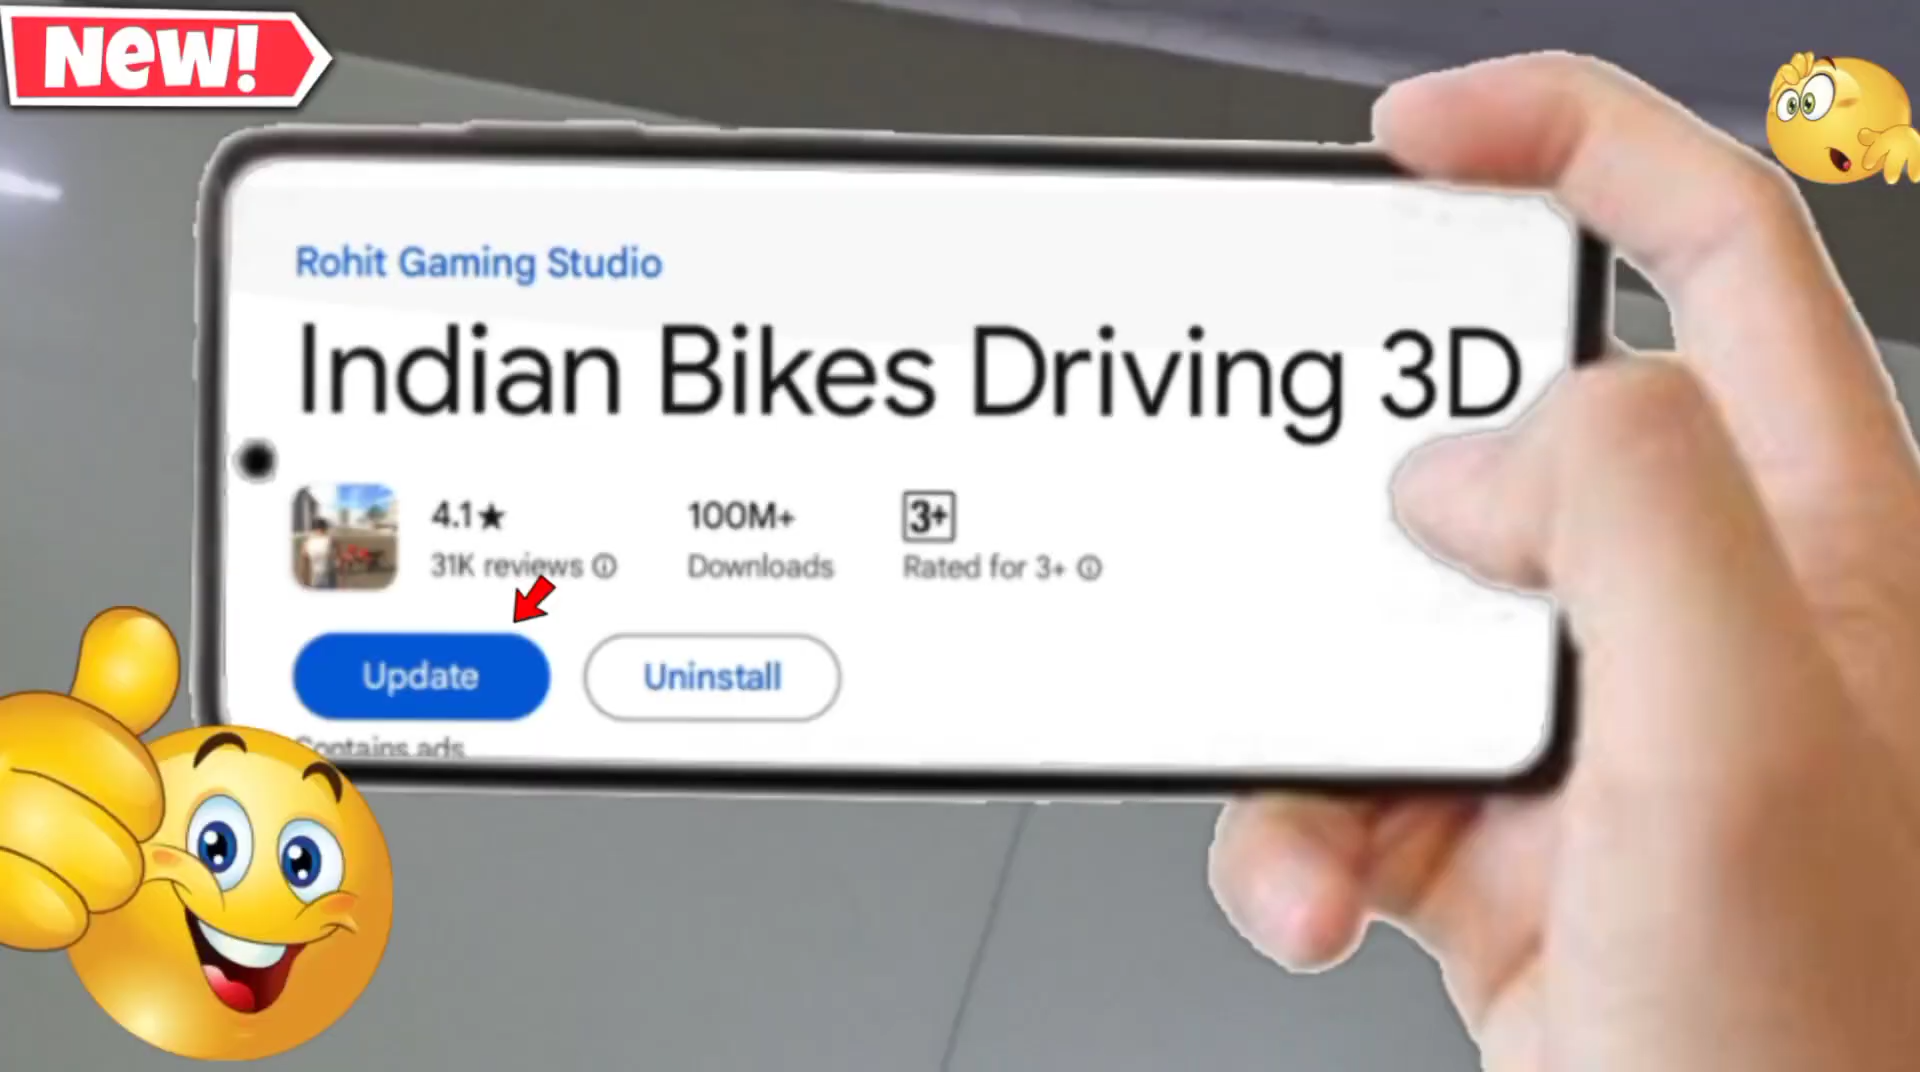 New!
Rohit Gaming Studio
Indian Bikes Driving 3D
4.1★
31K reviews
100M+
Downloads
3+
Rated for 3+
Update
Uninstall
Contains ads